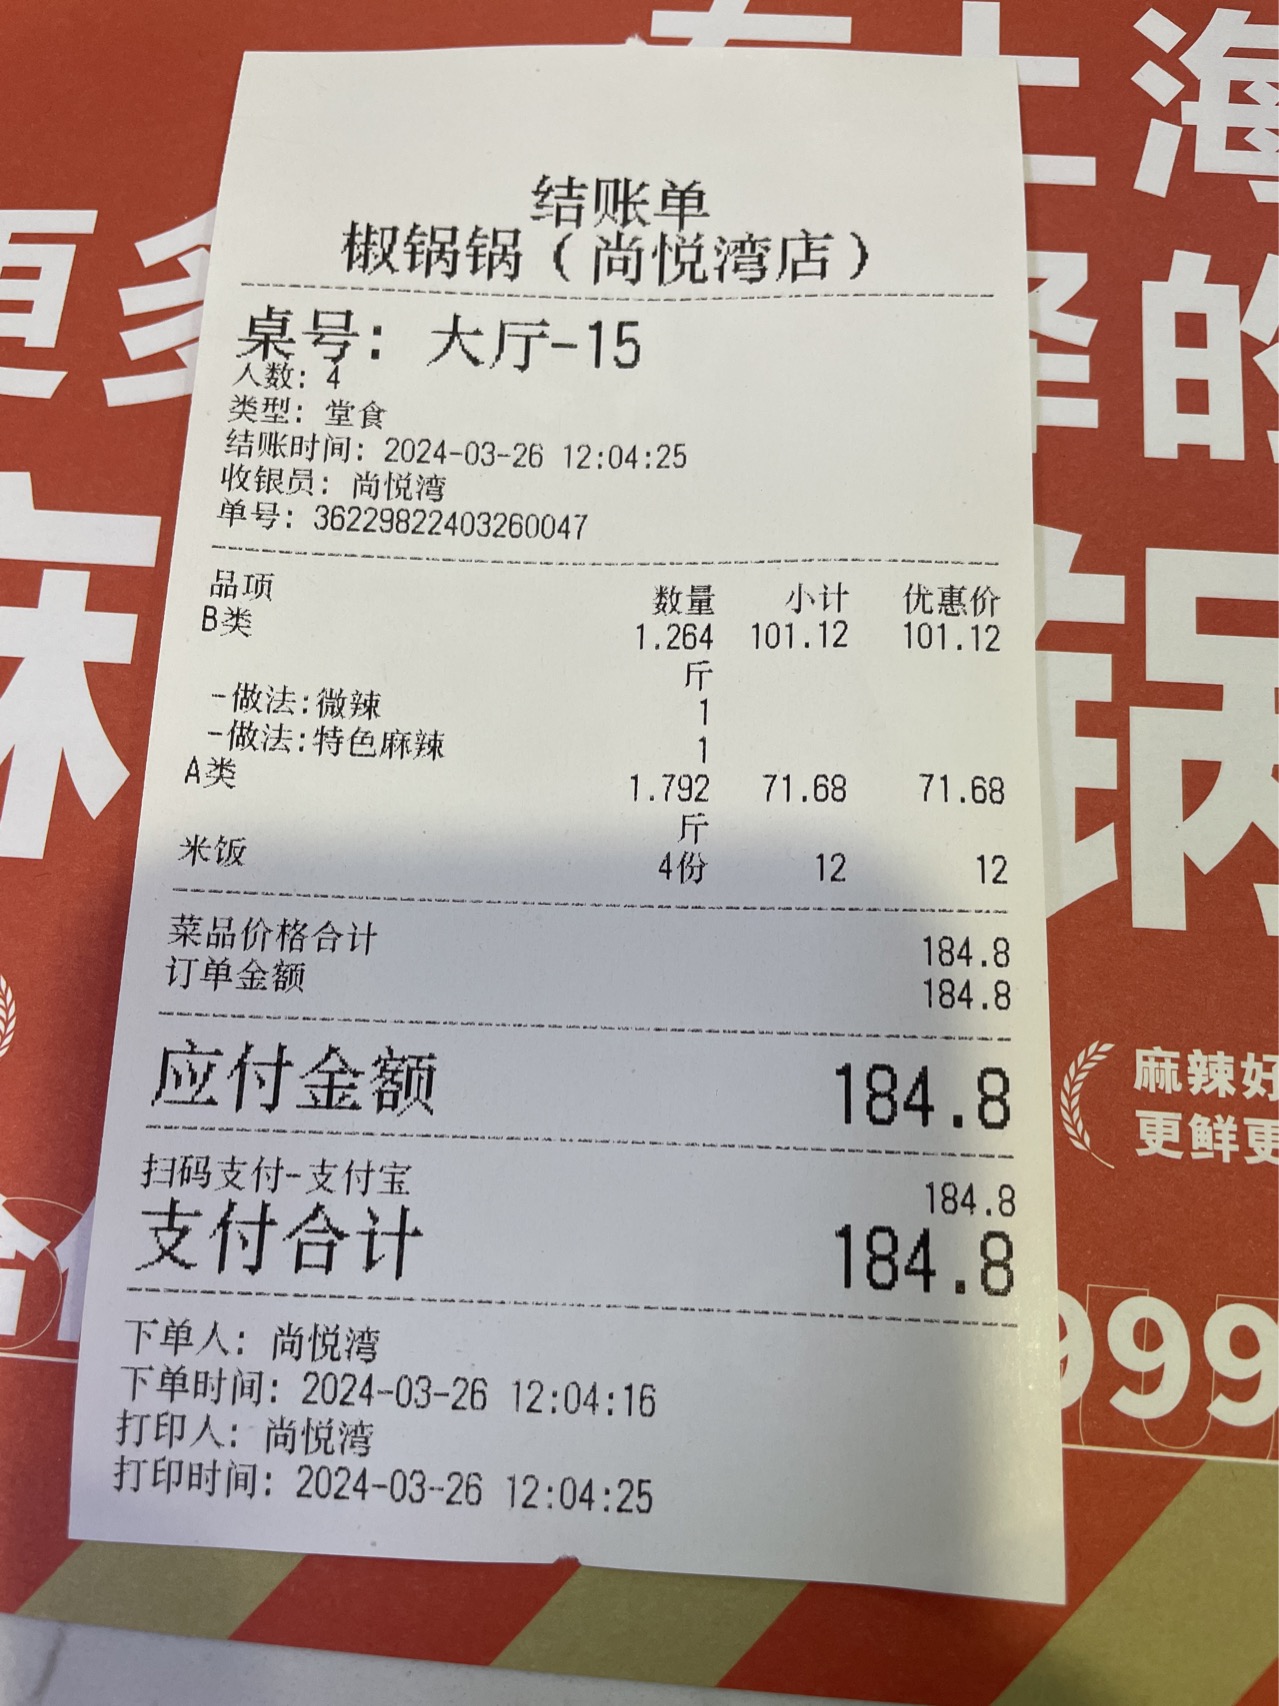 结账单
椒锅锅（尚悦湾店）
桌号：大厅-15
人数：4
类型：堂食
结账时间：2024-03-26 12:04:25
收银员：尚悦湾
单号：36229822403260047
品项 数量 小计 优惠价
B类 1.264 101.12 101.12
斤
-做法:微辣 1
-做法:特色麻辣 1
A类 1.792 71.68 71.68
斤
米饭 4份 12 12
菜品价格合计 184.8
订单金额 184.8
应付金额 184.8
扫码支付-支付宝 184.8
支付合计 184.8
下单人：尚悦湾
下单时间：2024-03-26 12:04:16
打印人：尚悦湾
打印时间：2024-03-26 12:04:25
上海
更多
的
麻
锅
麻辣好
更鲜更
999